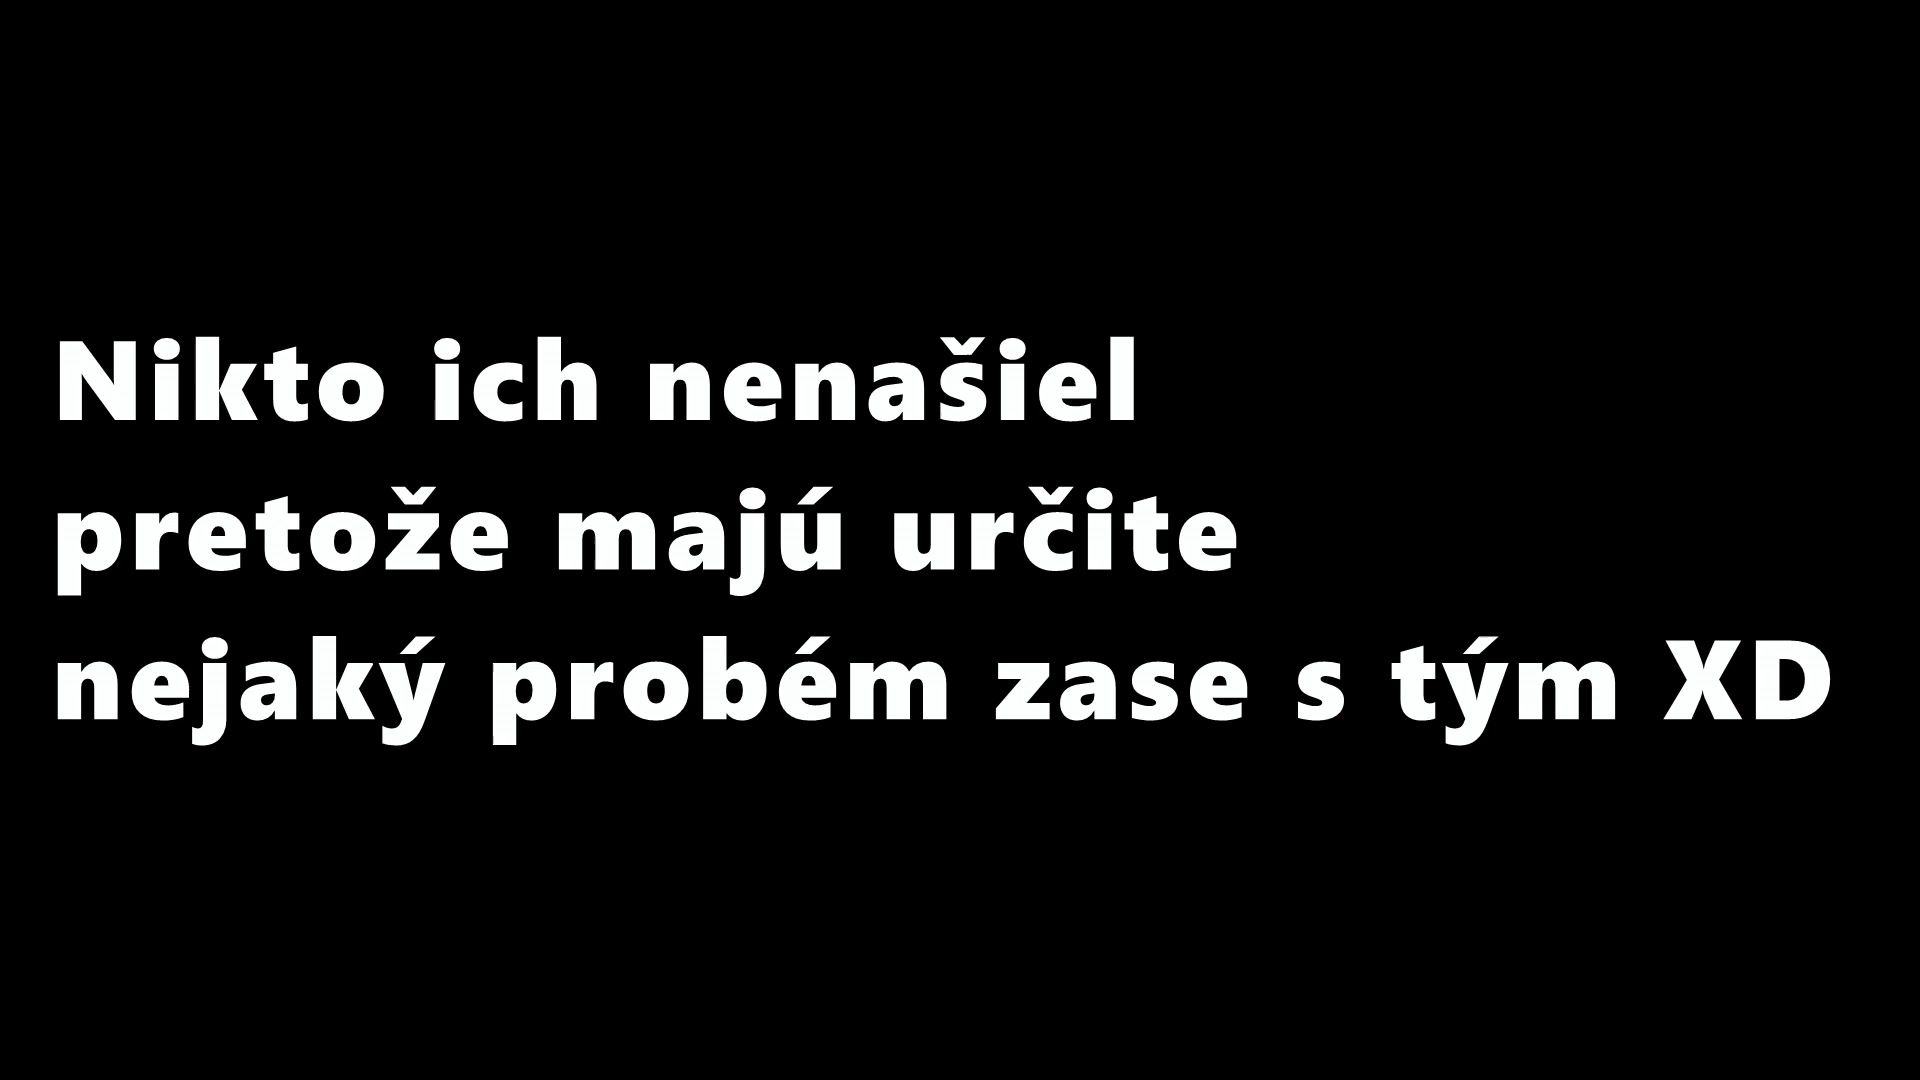 Nikto ich nenašiel
pretože majú určite
nejaký probém zase s tým XD